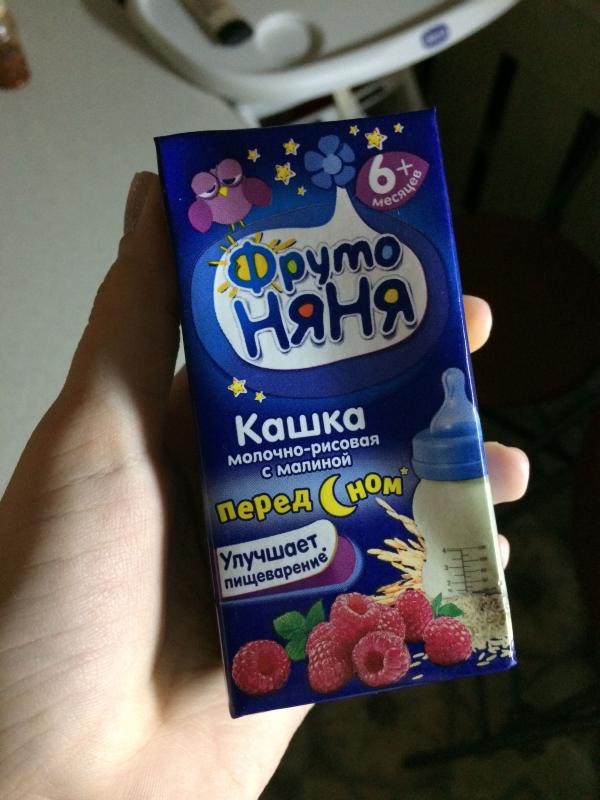 6+
месяцев
Фруто
НяНя
Кашка
молочно-рисовая
с малиной
перед сном*
Улучшает
пищеварение*